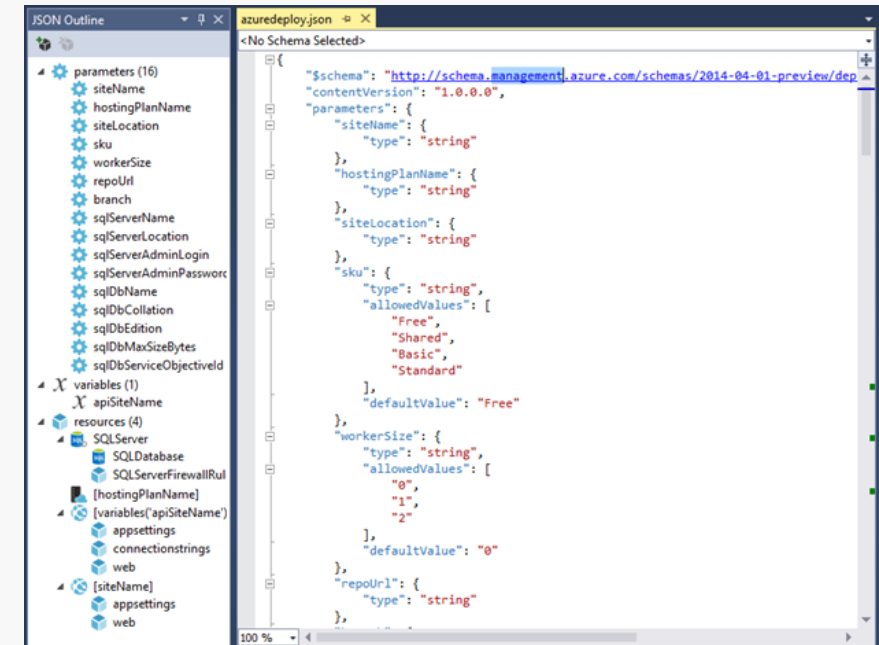 JSON Outline
parameters (16)
siteName
hostingPlanName
siteLocation
sku
workerSize
repoUrl
branch
sqlServerName
sqlServerLocation
sqlServerAdminLogin
sqlServerAdminPassword
sqlDbName
sqlDbCollation
sqlDbEdition
sqlDbMaxSizeBytes
sqlDbServiceObjectiveId
variables (1)
apiSiteName
resources (4)
SQLServer
SQLDatabase
SQLServerFirewallRul
[hostingPlanName]
[variables('apiSiteName')
appsettings
connectionstrings
web
[siteName]
appsettings
web
azuredeploy.json
<No Schema Selected>
{
"$schema": "http://schema.management.azure.com/schemas/2014-04-01-preview/dep
"contentVersion": "1.0.0.0",
"parameters": {
"siteName": {
"type": "string"
},
"hostingPlanName": {
"type": "string"
},
"siteLocation": {
"type": "string"
},
"sku": {
"type": "string",
"allowedValues": [
"Free",
"Shared",
"Basic",
"Standard"
],
"defaultValue": "Free"
},
"workerSize": {
"type": "string",
"allowedValues": [
"0",
"1",
"2"
],
"defaultValue": "0"
},
"repoUrl": {
"type": "string"
},
100 %